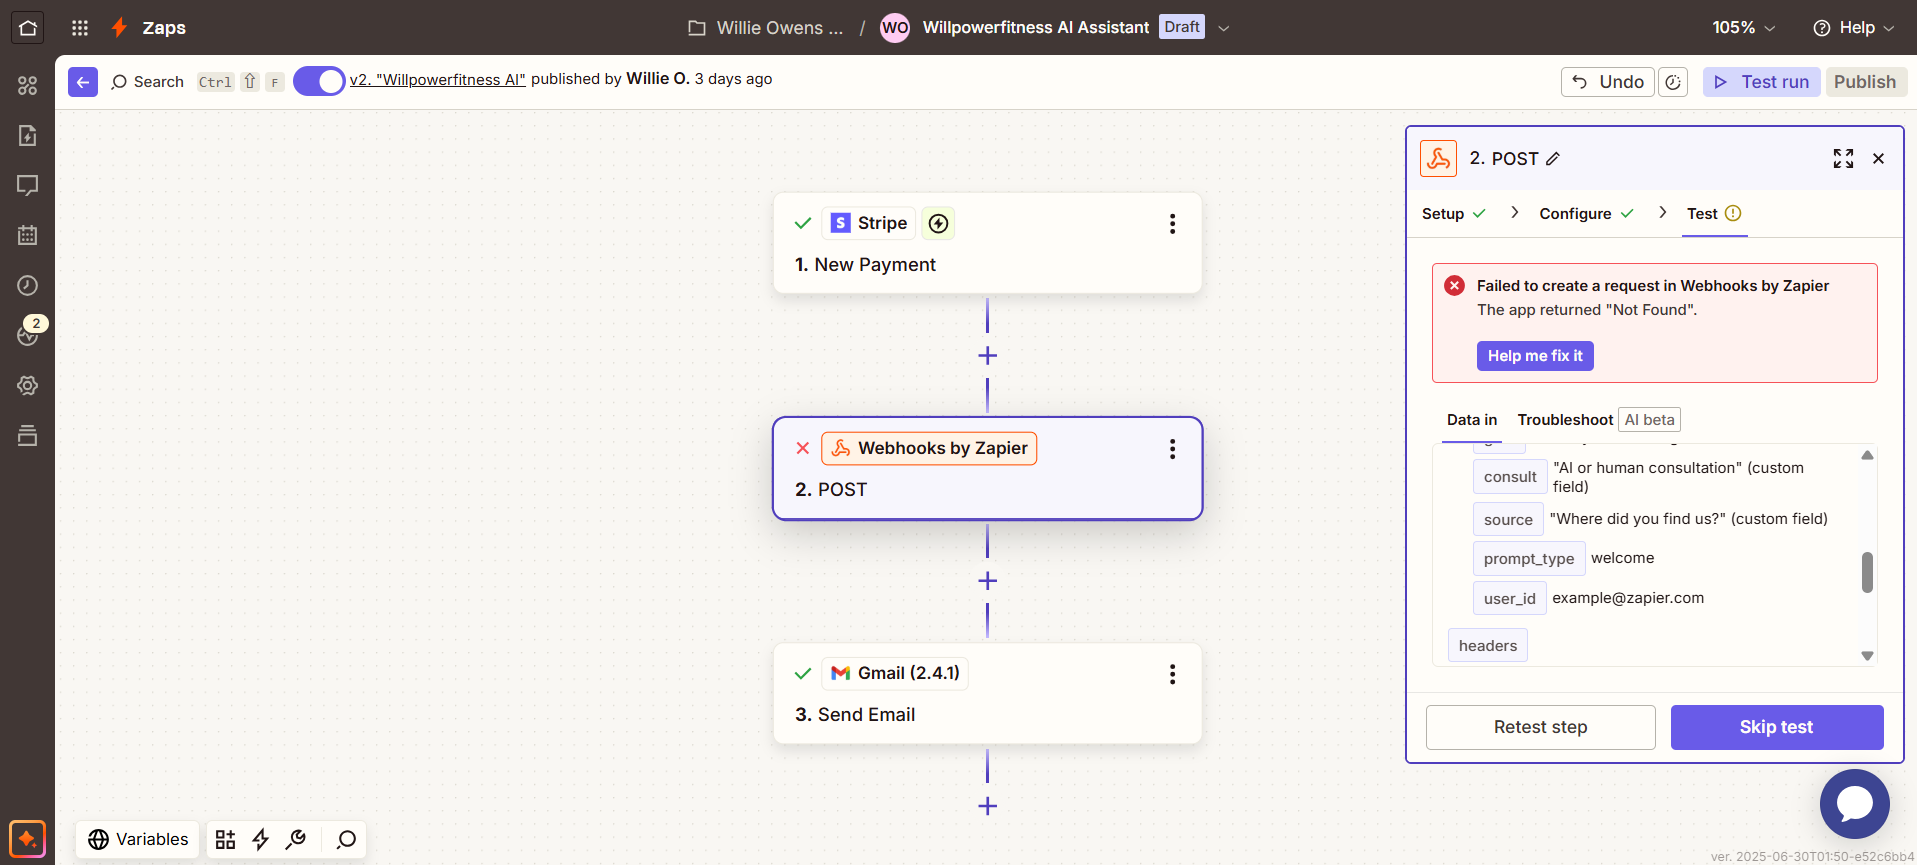 Zaps
Willie Owens ... / WO Willpowerfitness AI Assistant Draft
105% Help
Search Ctrl ⇧ F v2. "Willpowerfitness AI" published by Willie O. 3 days ago
Undo Test run Publish
2
Stripe
1. New Payment
Webhooks by Zapier
2. POST
Gmail (2.4.1)
3. Send Email
2. POST
Setup Configure Test
Failed to create a request in Webhooks by Zapier
The app returned "Not Found".
Help me fix it
Data in Troubleshoot AI beta
consult "AI or human consultation" (custom
field)
source "Where did you find us?" (custom field)
prompt_type welcome
user_id example@zapier.com
headers
Retest step Skip test
Variables
ver. 2025-06-30T01:50-e52c6bb4